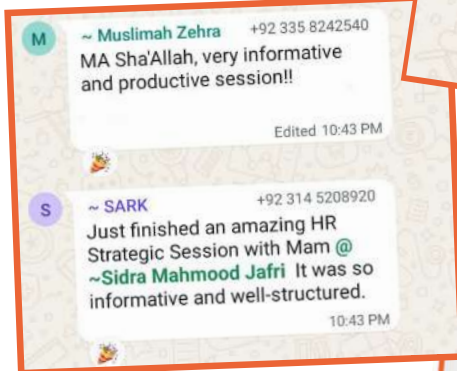 M
~ Muslimah Zehra +92 335 8242540
MA Sha'Allah, very informative
and productive session!!
Edited 10:43 PM
S
~ SARK +92 314 5208920
Just finished an amazing HR
Strategic Session with Mam @
~Sidra Mahmood Jafri It was so
informative and well-structured.
10:43 PM